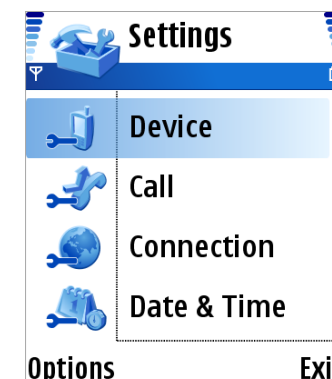 Settings
Device
Call
Connection
Date & Time
Options Exi